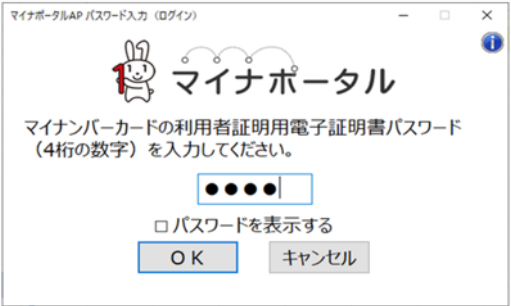 マイナポータルAP パスワード入力（ログイン）
マイナポータル
マイナンバーカードの利用者証明用電子証明書パスワード
（4桁の数字）を入力してください。
●●●●
パスワードを表示する
OK キャンセル